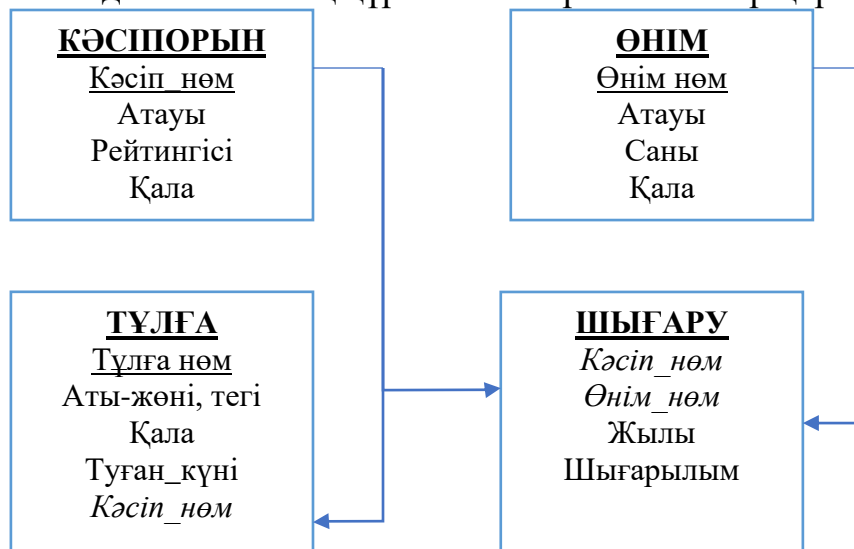 КӘСІПОРЫН
Кәсіп_нөм
Атауы
Рейтингісі
Қала
ӨНІМ
Өнім нөм
Атауы
Саны
Қала
ТҰЛҒА
Тұлға нөм
Аты-жөні, тегі
Қала
Туған_күні
Кәсіп_нөм
ШЫҒАРУ
Кәсіп_нөм
Өнім_нөм
Жылы
Шығарылым